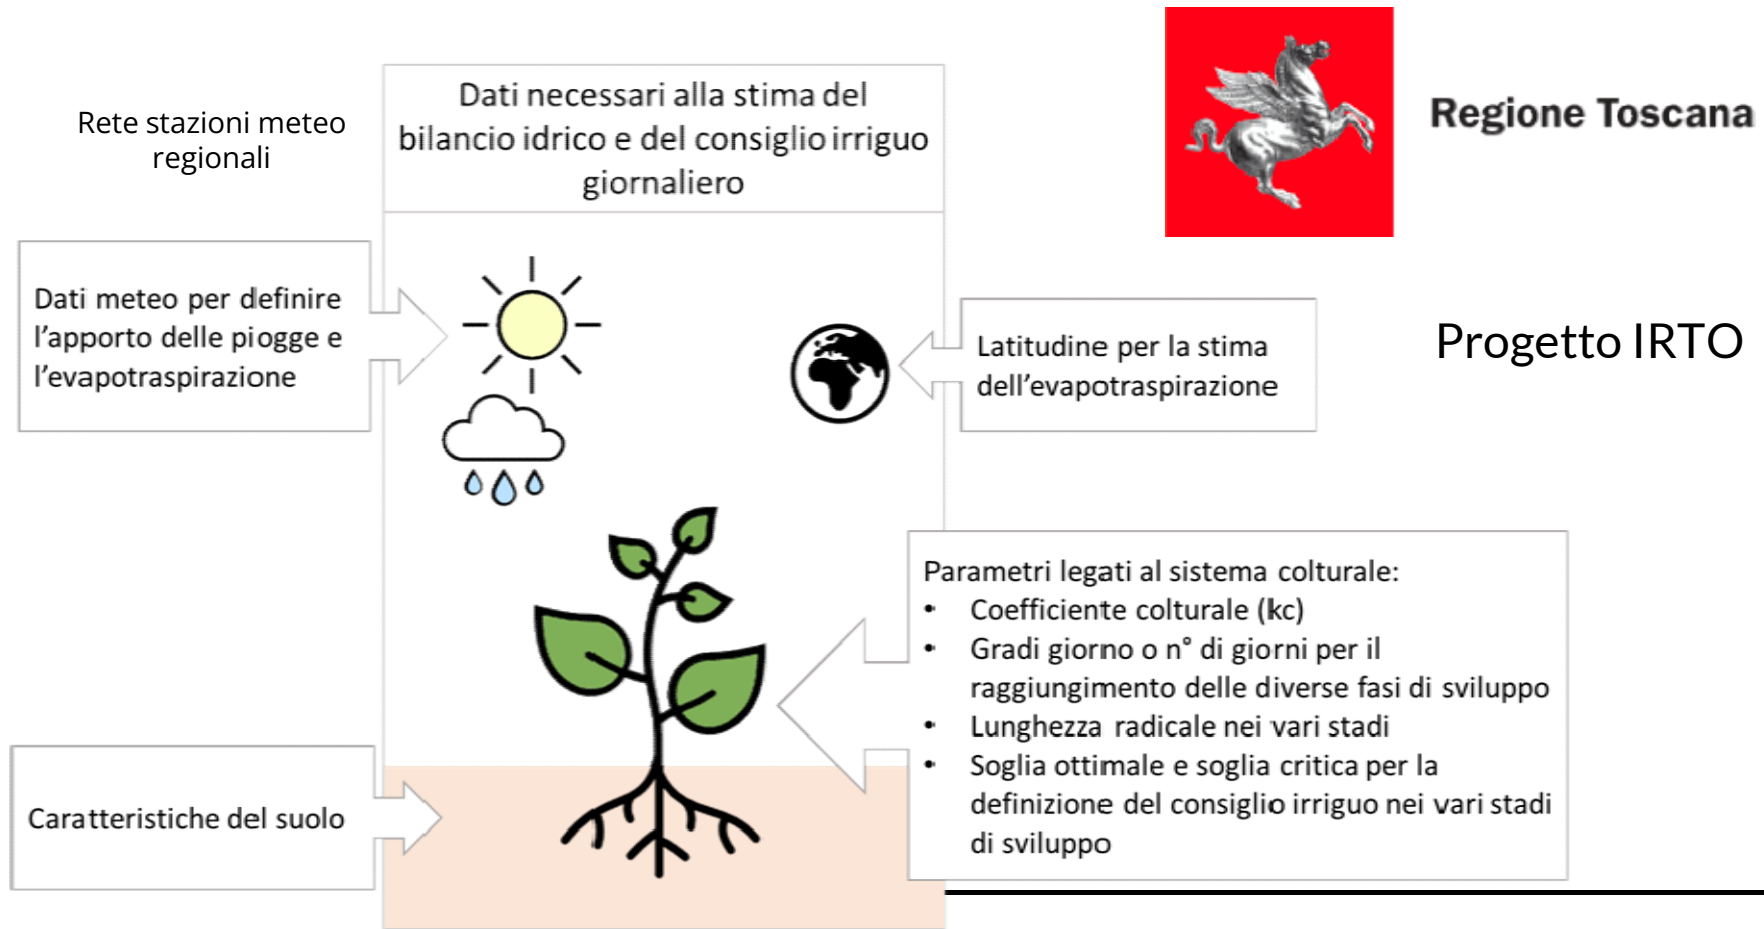 Rete stazioni meteo
regionali
Dati necessari alla stima del
bilancio idrico e del consiglio irriguo
giornaliero
Regione Toscana
Progetto IRTO
Dati meteo per definire
l'apporto delle piogge e
l'evapotraspirazione
Latitudine per la stima
dell'evapotraspirazione
Parametri legati al sistema colturale:
• Coefficiente colturale (kc)
• Gradi giorno o n° di giorni per il
raggiungimento delle diverse fasi di sviluppo
• Lunghezza radicale nei vari stadi
• Soglia ottimale e soglia critica per la
definizione del consiglio irriguo nei vari stadi
di sviluppo
Caratteristiche del suolo